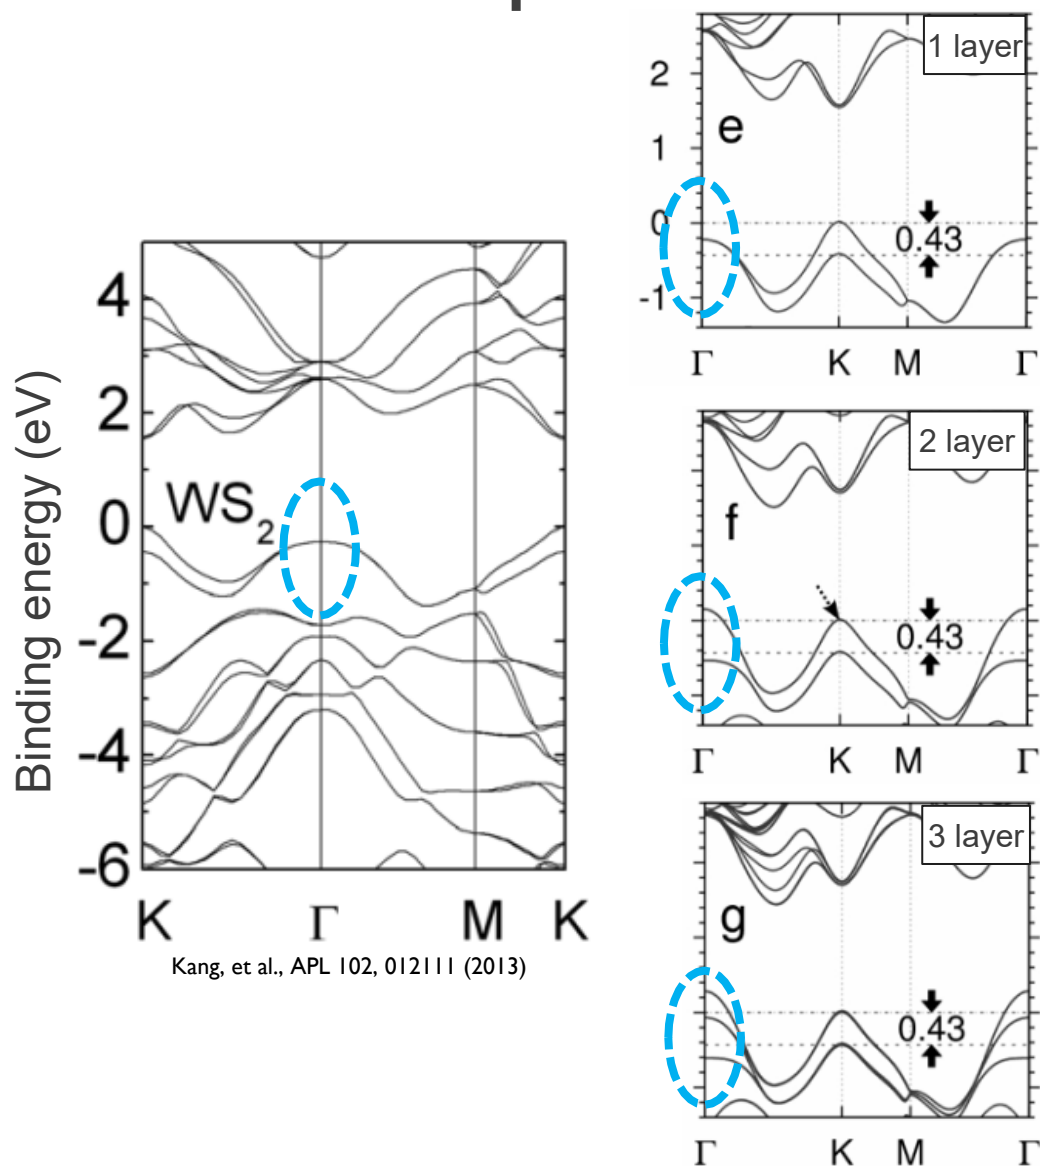 Binding energy (eV)
4
2
0
-2
-4
-6
WS2
K Γ M K
Kang, et al., APL 102, 012111 (2013)
1 layer
2
1
0
-1
e
0.43
Γ K M Γ
2 layer
f
0.43
Γ K M Γ
3 layer
g
0.43
Γ K M Γ